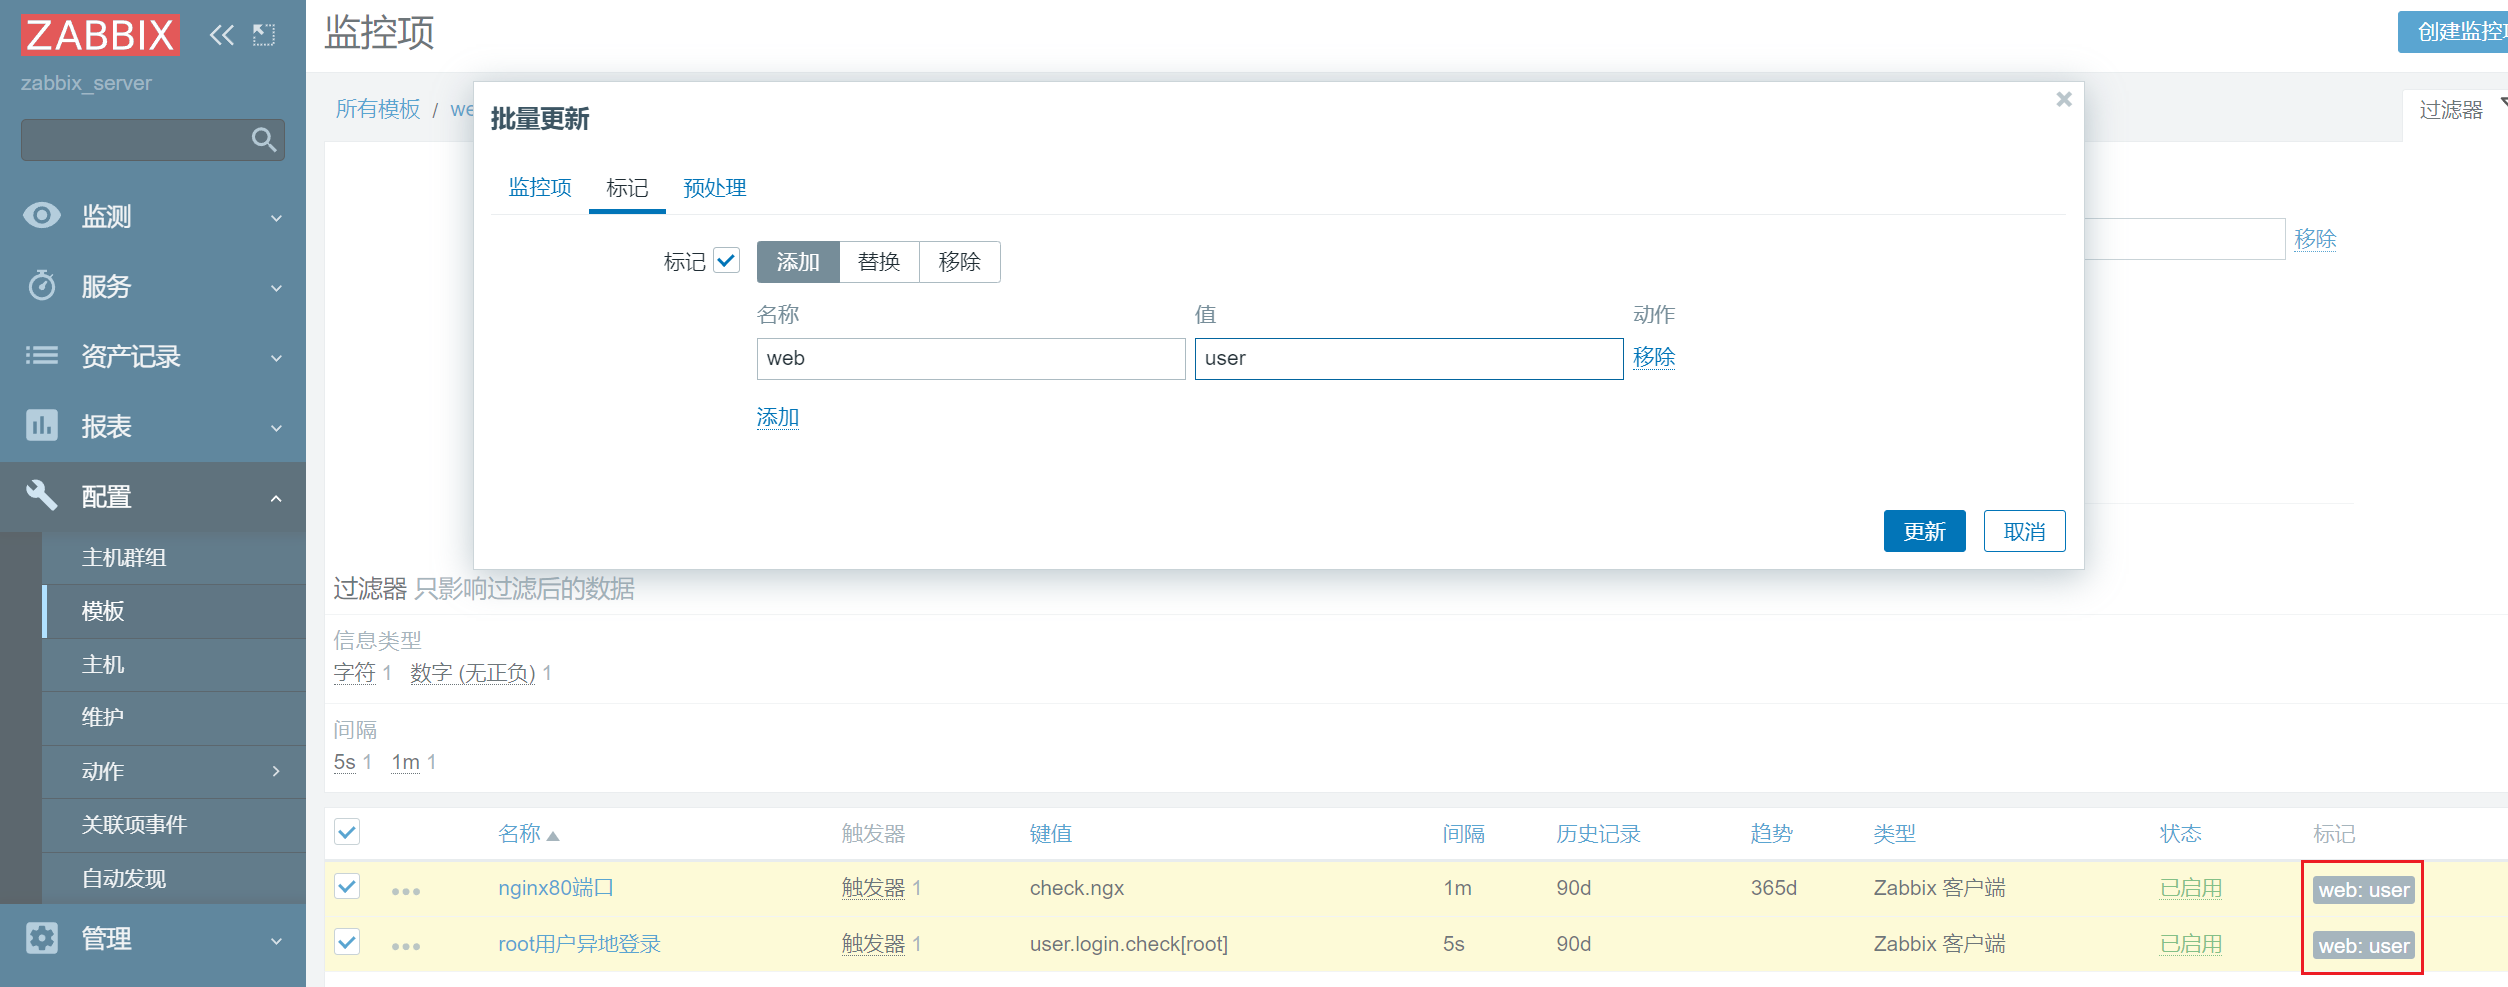 ZABBIX
zabbix_server
监测
服务
资产记录
报表
配置
主机群组
模板
主机
维护
动作
关联项事件
自动发现
管理
监控项
创建监控
所有模板 / we
过滤器
批量更新
监控项 标记 预处理
标记 添加 替换 移除
移除
名称 值 动作
web user 移除
添加
更新 取消
过滤器 只影响过滤后的数据
信息类型
字符 1 数字 (无正负) 1
间隔
5s 1 1m 1
名称 触发器 键值 间隔 历史记录 趋势 类型 状态 标记
nginx80端口 触发器 1 check.ngx 1m 90d 365d Zabbix 客户端 已启用 web: user
root用户异地登录 触发器 1 user.login.check[root] 5s 90d Zabbix 客户端 已启用 web: user